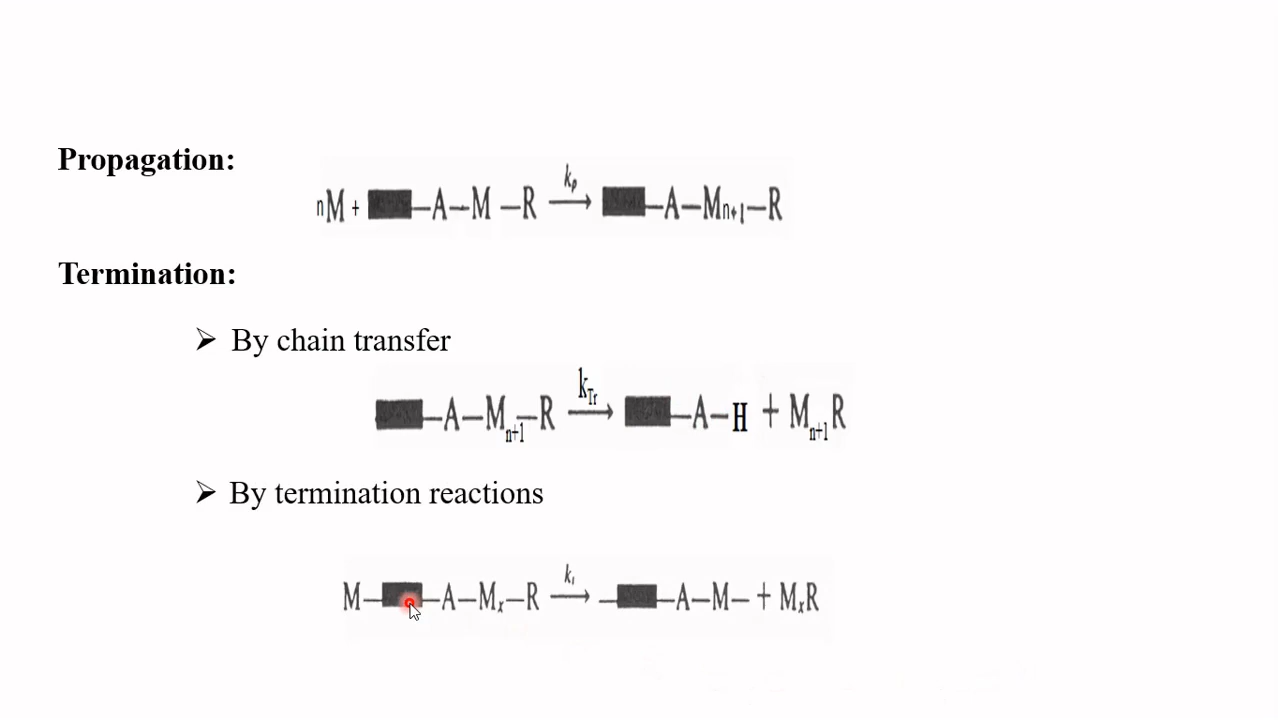 Propagation:
nM + ■–A–M–R →(kₚ) ■–A–Mₙ₊₁–R
Termination:
➢ By chain transfer
■–A–Mₙ₊₁–R →(k_Tr) ■–A–H + Mₙ₊₁R
➢ By termination reactions
M–■–A–Mₓ–R →(kₜ) –■–A–M– + MₓR